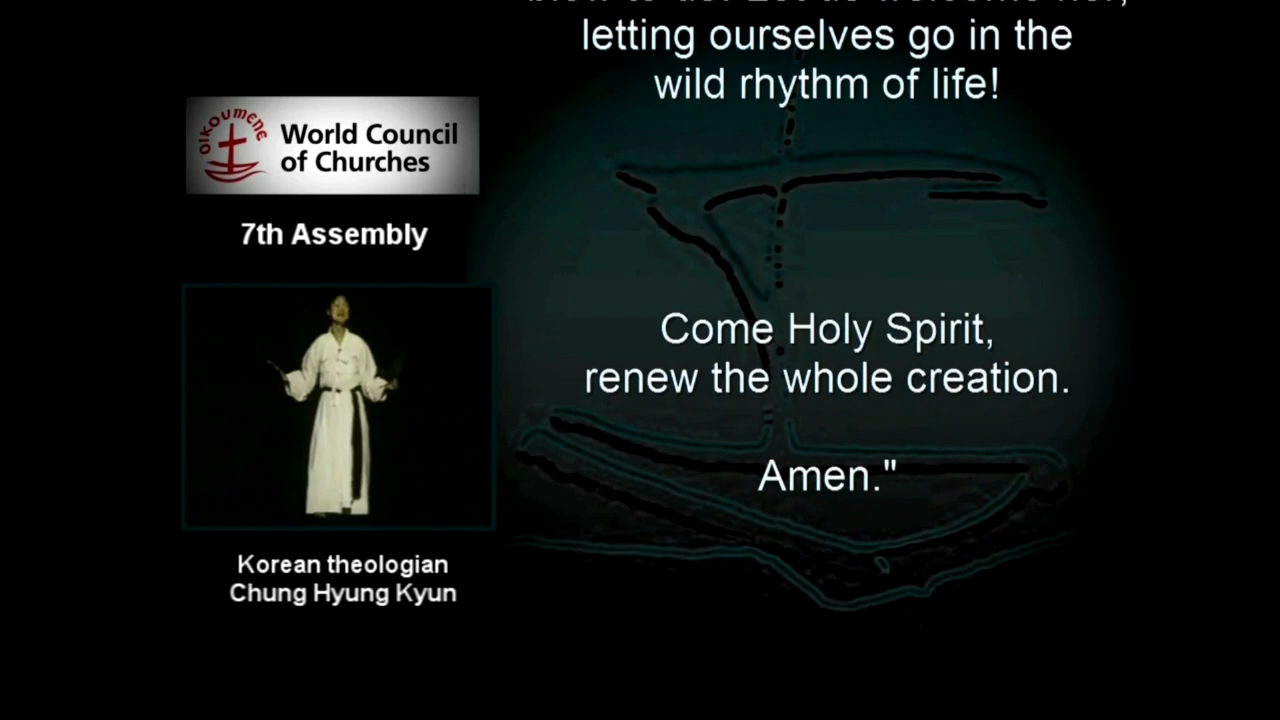 letting ourselves go in the
wild rhythm of life!
OIKOUMENE
World Council
of Churches
7th Assembly
Come Holy Spirit,
renew the whole creation.
Amen."
Korean theologian
Chung Hyung Kyun